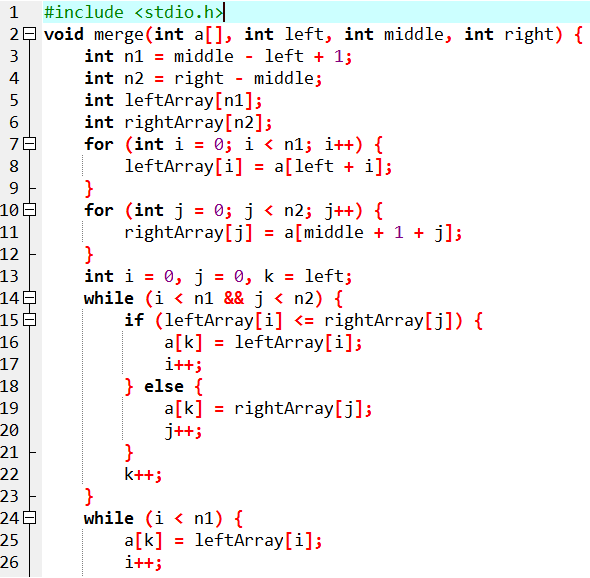 1 #include <stdio.h>
2 void merge(int a[], int left, int middle, int right) {
3     int n1 = middle - left + 1;
4     int n2 = right - middle;
5     int leftArray[n1];
6     int rightArray[n2];
7     for (int i = 0; i < n1; i++) {
8         leftArray[i] = a[left + i];
9     }
10     for (int j = 0; j < n2; j++) {
11         rightArray[j] = a[middle + 1 + j];
12     }
13     int i = 0, j = 0, k = left;
14     while (i < n1 && j < n2) {
15         if (leftArray[i] <= rightArray[j]) {
16             a[k] = leftArray[i];
17             i++;
18         } else {
19             a[k] = rightArray[j];
20             j++;
21         }
22         k++;
23     }
24     while (i < n1) {
25         a[k] = leftArray[i];
26         i++;